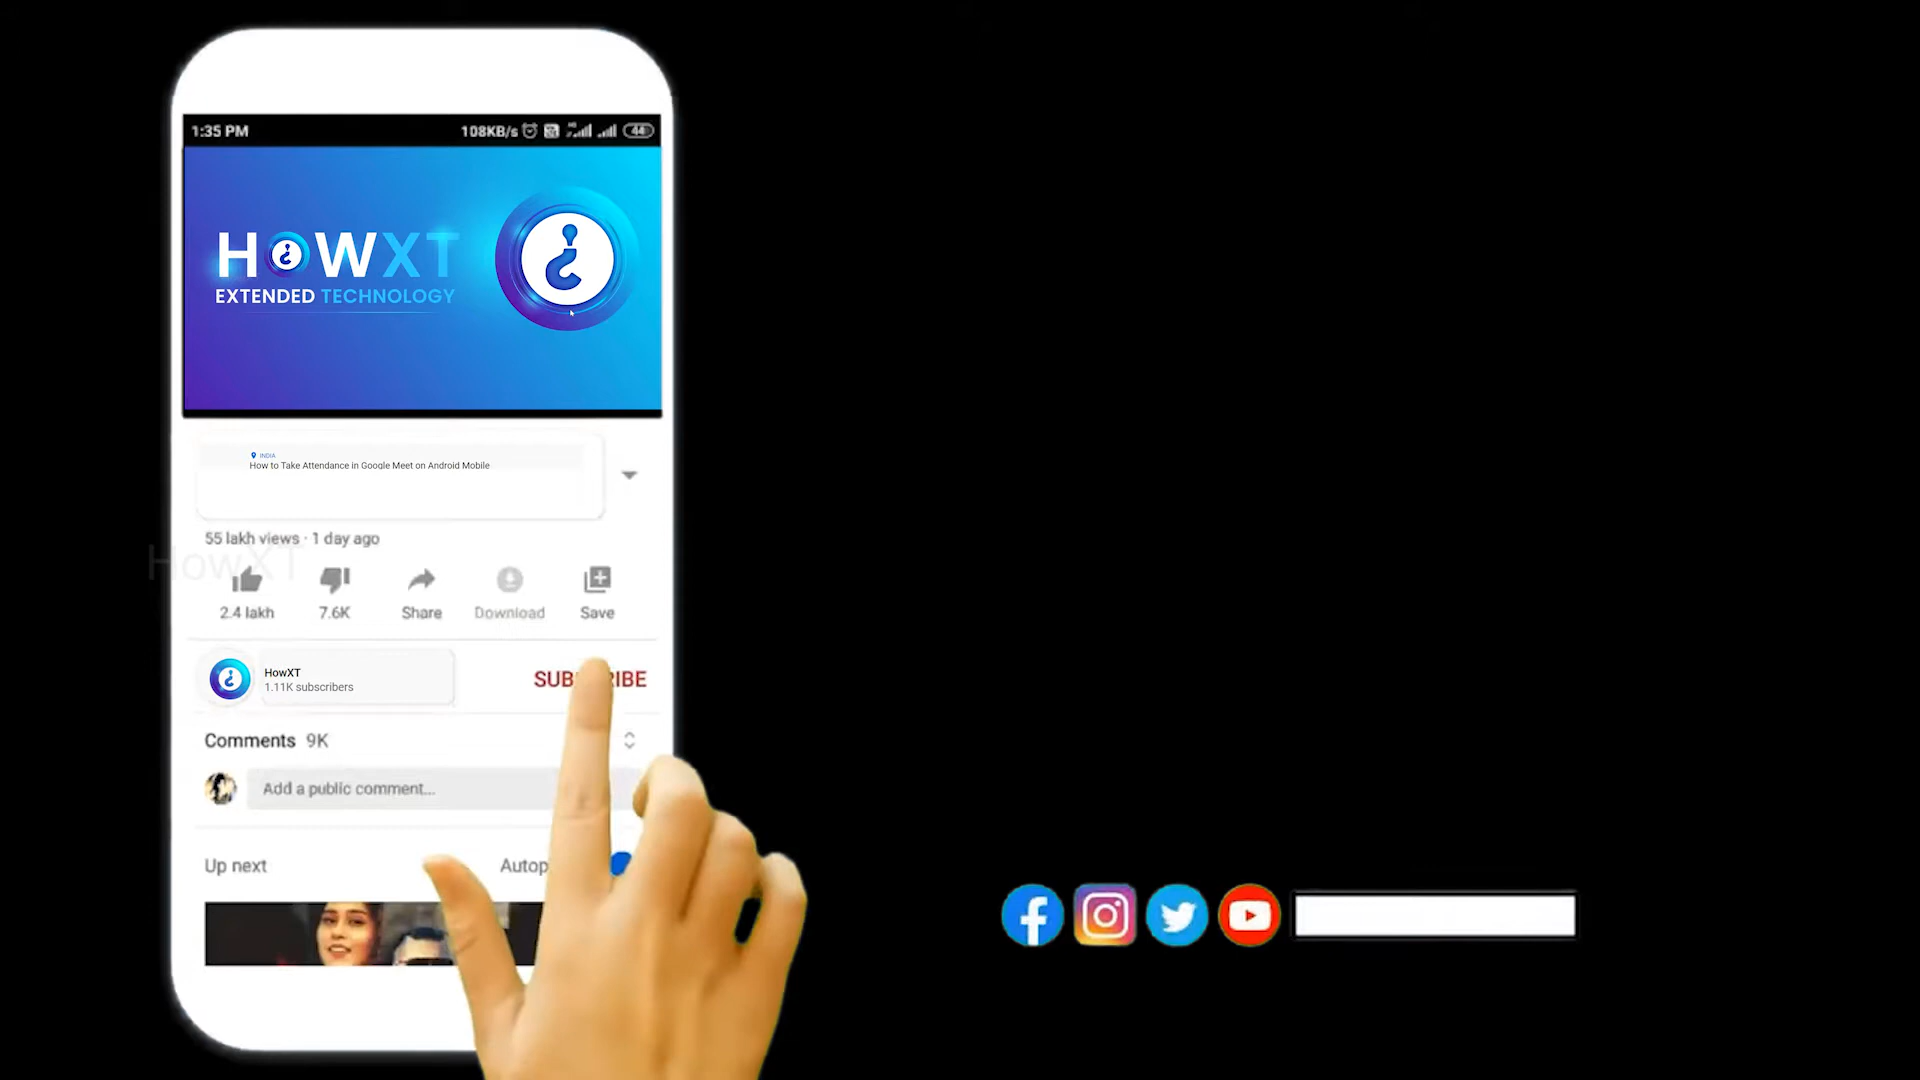 1:35 PM 108KB/s 44
HOWXT
EXTENDED TECHNOLOGY
INDIA
How to Take Attendance in Google Meet on Android Mobile
55 lakh views · 1 day ago
HowXT
2.4 lakh 7.6K Share Download Save
HowXT
1.11K subscribers
Comments 9K
Add a public comment...
Up next